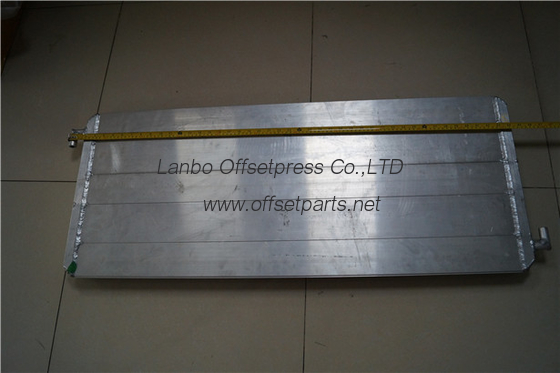 Lanbo Offsetpress Co.,LTD
www.offsetparts.net